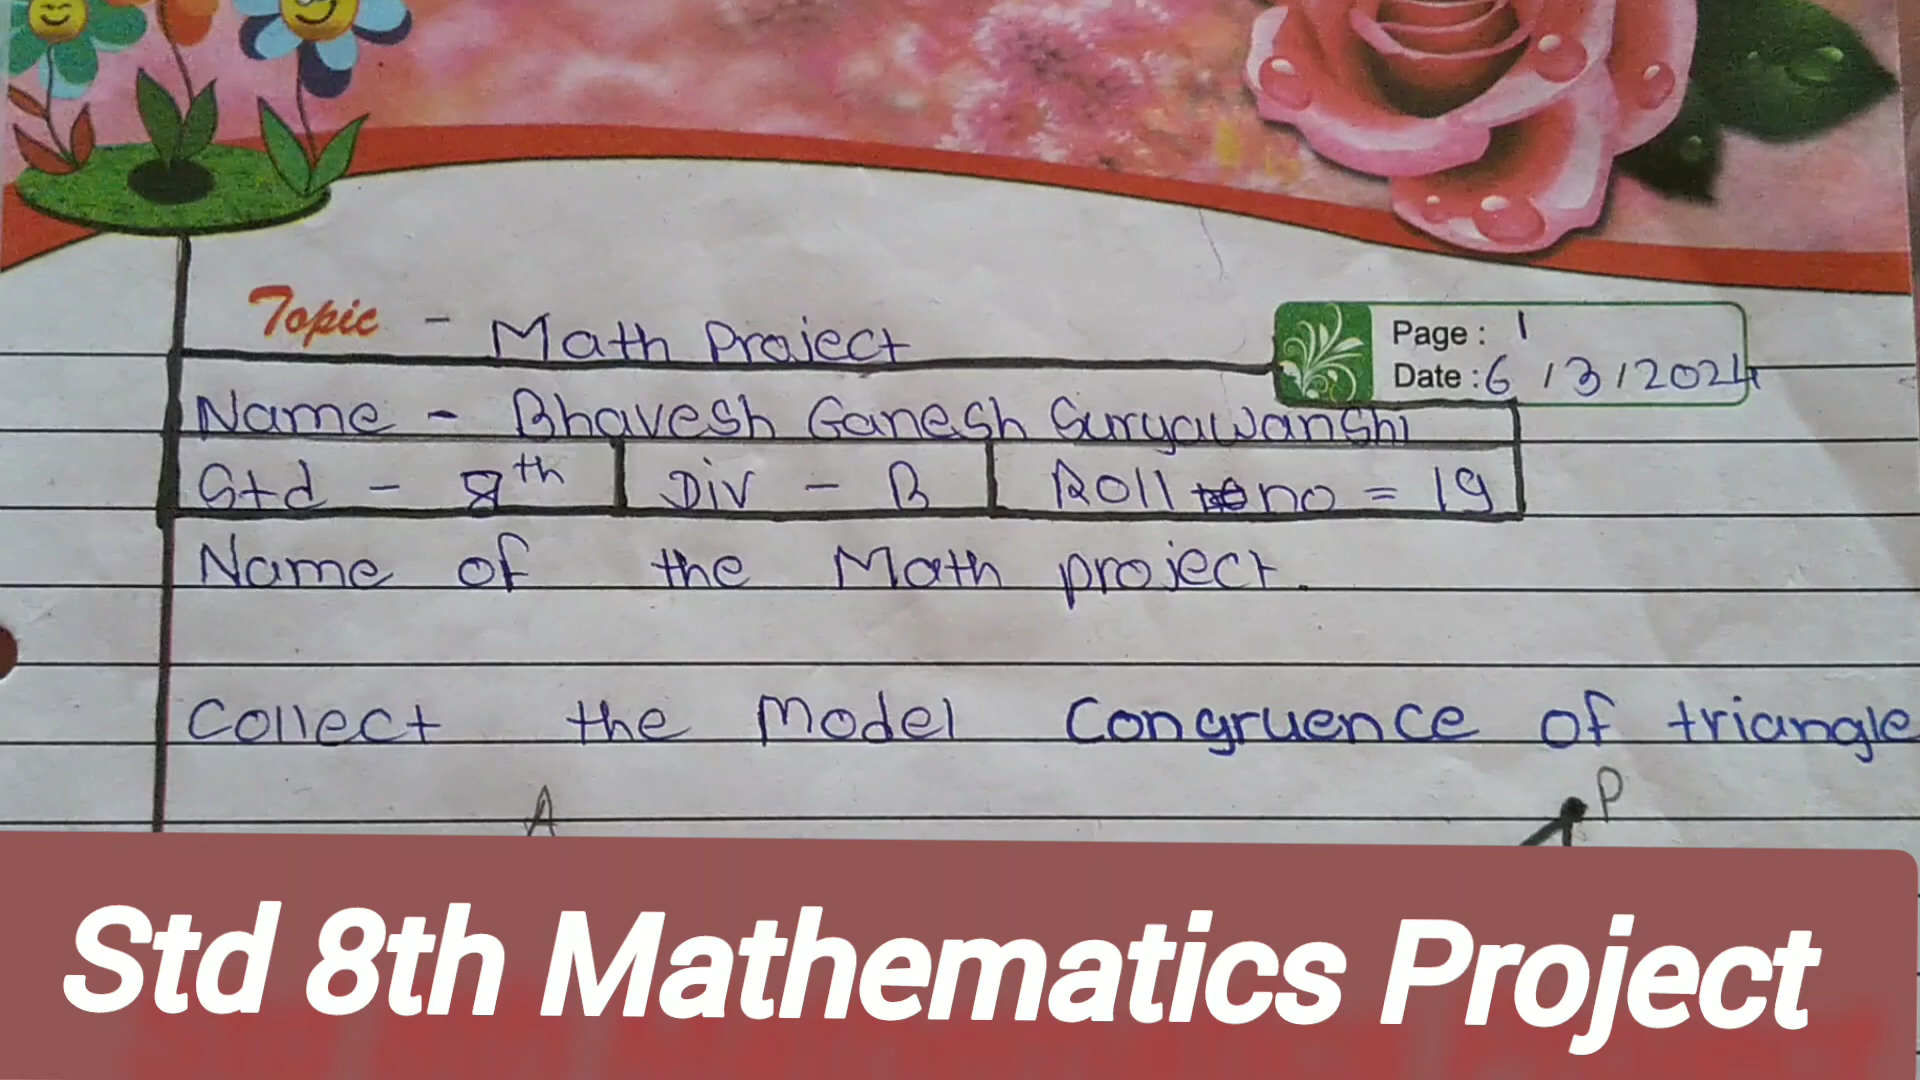 Topic - Math Project
Page : 1
Date : 6 / 3 / 2024
Name - Bhavesh Ganesh Suryawanshi
Std - 8th Div - B Roll no = 19
Name of the Math project.
Collect the Model Congruence of triangle
A P
Std 8th Mathematics Project